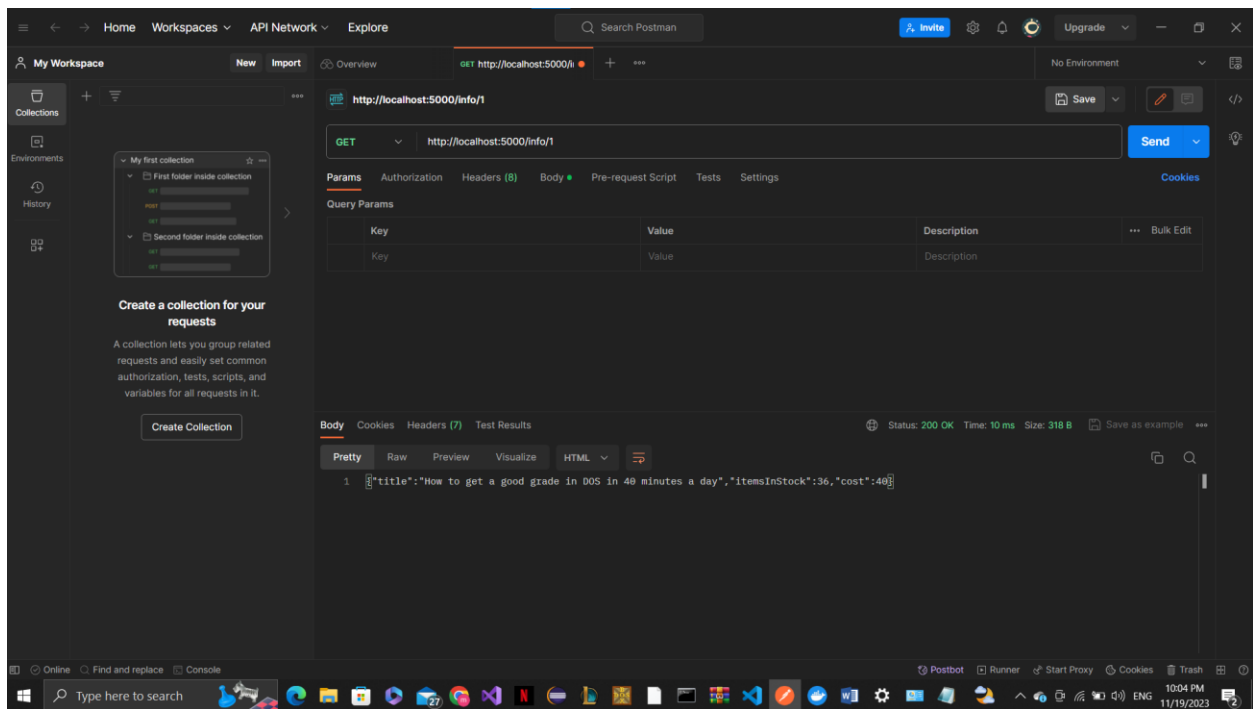 Home Workspaces API Network Explore Search Postman Invite Upgrade
My Workspace New Import Overview GET http://localhost:5000/i No Environment
Collections
Environments
History
My first collection
First folder inside collection
GET
POST
GET
Second folder inside collection
GET
GET
Create a collection for your
requests
A collection lets you group related
requests and easily set common
authorization, tests, scripts, and
variables for all requests in it.
Create Collection
HTTP http://localhost:5000/info/1 Save
GET http://localhost:5000/info/1 Send
Params Authorization Headers (8) Body Pre-request Script Tests Settings Cookies
Query Params
Key Value Description Bulk Edit
Key Value Description
Body Cookies Headers (7) Test Results Status: 200 OK Time: 10 ms Size: 318 B Save as example
Pretty Raw Preview Visualize HTML
1 {"title":"How to get a good grade in DOS in 40 minutes a day","itemsInStock":36,"cost":40}
Online Find and replace Console Postbot Runner Start Proxy Cookies Trash
Type here to search 27 ENG 10:04 PM
11/19/2023 2